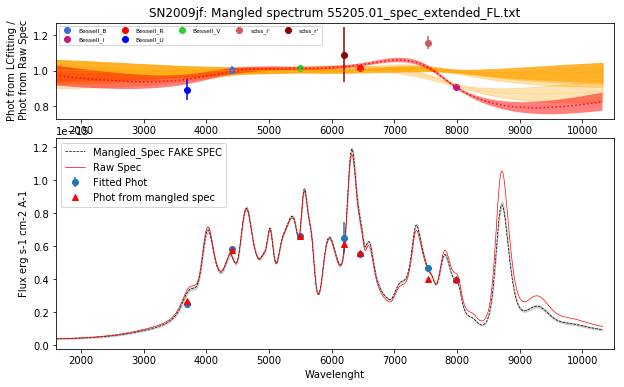 SN2009jf: Mangled spectrum 55205.01_spec_extended_FL.txt
Phot from LCfitting /
Phot from Raw Spec
1.2
1.0
0.8
Bessell_B
Bessell_I
Bessell_R
Bessell_U
Bessell_V
sdss_i'
sdss_r'
2000 3000 4000 5000 6000 7000 8000 9000 10000
Flux erg s-1 cm-2 A-1
1.2
1.0
0.8
0.6
0.4
0.2
0.0
Mangled_Spec FAKE SPEC
Raw Spec
Fitted Phot
Phot from mangled spec
2000 3000 4000 5000 6000 7000 8000 9000 10000
Wavelenght